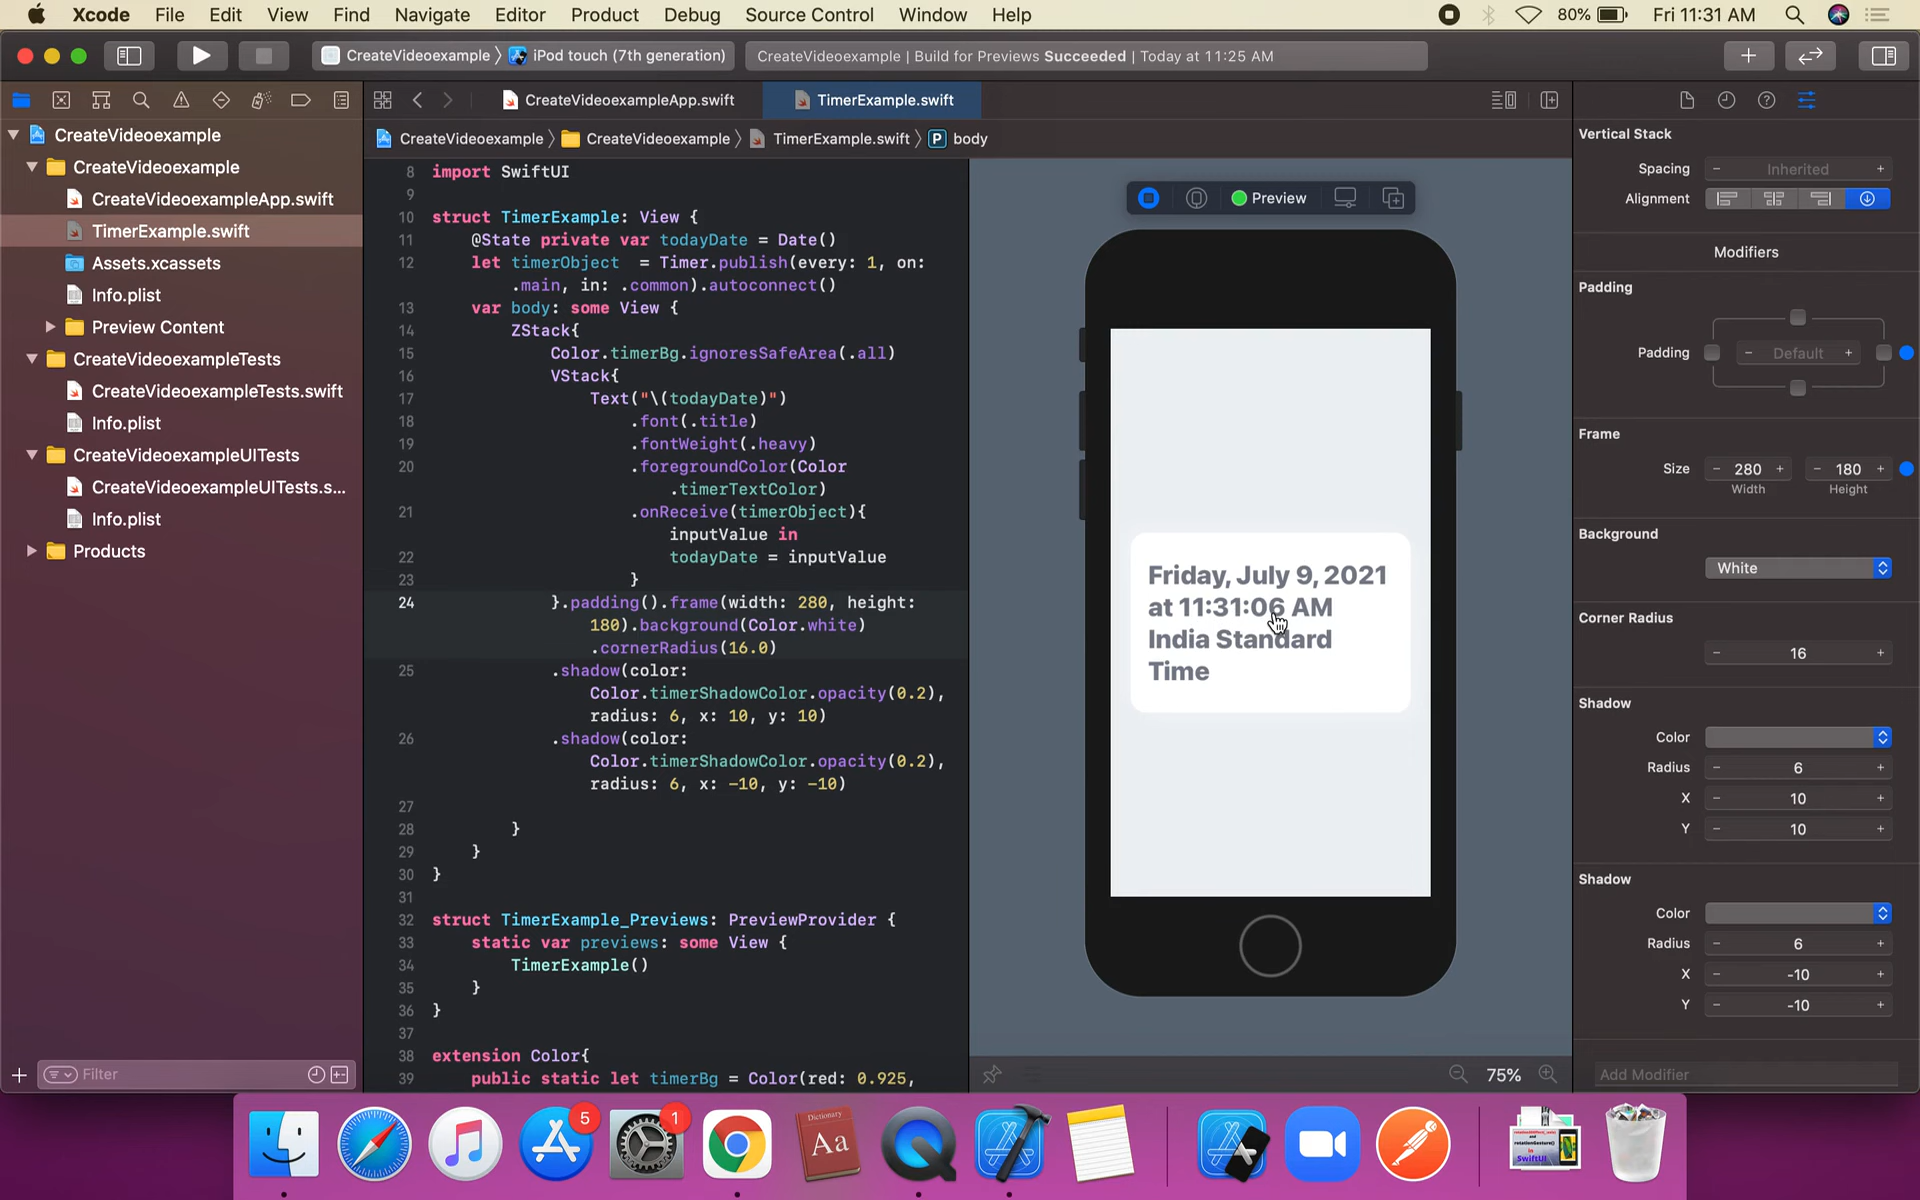 Xcode File Edit View Find Navigate Editor Product Debug Source Control Window Help 80% Fri 11:31 AM
CreateVideoexample iPod touch (7th generation) CreateVideoexample | Build for Previews Succeeded | Today at 11:25 AM
CreateVideoexampleApp.swift TimerExample.swift
CreateVideoexample CreateVideoexample TimerExample.swift P body
CreateVideoexample
CreateVideoexample
CreateVideoexampleApp.swift
TimerExample.swift
Assets.xcassets
Info.plist
Preview Content
CreateVideoexampleTests
CreateVideoexampleTests.swift
Info.plist
CreateVideoexampleUITests
CreateVideoexampleUITests.s...
Info.plist
Products
Filter
8 import SwiftUI
9
10 struct TimerExample: View {
11 @State private var todayDate = Date()
12 let timerObject  = Timer.publish(every: 1, on:
.main, in: .common).autoconnect()
13 var body: some View {
14 ZStack{
15 Color.timerBg.ignoresSafeArea(.all)
16 VStack{
17 Text("\(todayDate)")
18 .font(.title)
19 .fontWeight(.heavy)
20 .foregroundColor(Color
.timerTextColor)
21 .onReceive(timerObject){
inputValue in
22 todayDate = inputValue
23 }
24 }.padding().frame(width: 280, height:
180).background(Color.white)
.cornerRadius(16.0)
25 .shadow(color:
Color.timerShadowColor.opacity(0.2),
radius: 6, x: 10, y: 10)
26 .shadow(color:
Color.timerShadowColor.opacity(0.2),
radius: 6, x: -10, y: -10)
27
28 }
29 }
30 }
31
32 struct TimerExample_Previews: PreviewProvider {
33 static var previews: some View {
34 TimerExample()
35 }
36 }
37
38 extension Color{
39 public static let timerBg = Color(red: 0.925,
Preview
Friday, July 9, 2021
at 11:31:06 AM
India Standard
Time
75%
Vertical Stack
Spacing - Inherited +
Alignment
Modifiers
Padding
Padding - Default +
Frame
Size - 280 + - 180 +
Width Height
Background
White
Corner Radius
- 16 +
Shadow
Color
Radius - 6 +
X - 10 +
Y - 10 +
Shadow
Color
Radius - 6 +
X - -10 +
Y - -10 +
Add Modifier
5
1
Dictionary
Aa
and
rotationGesture()
in
SwiftUI